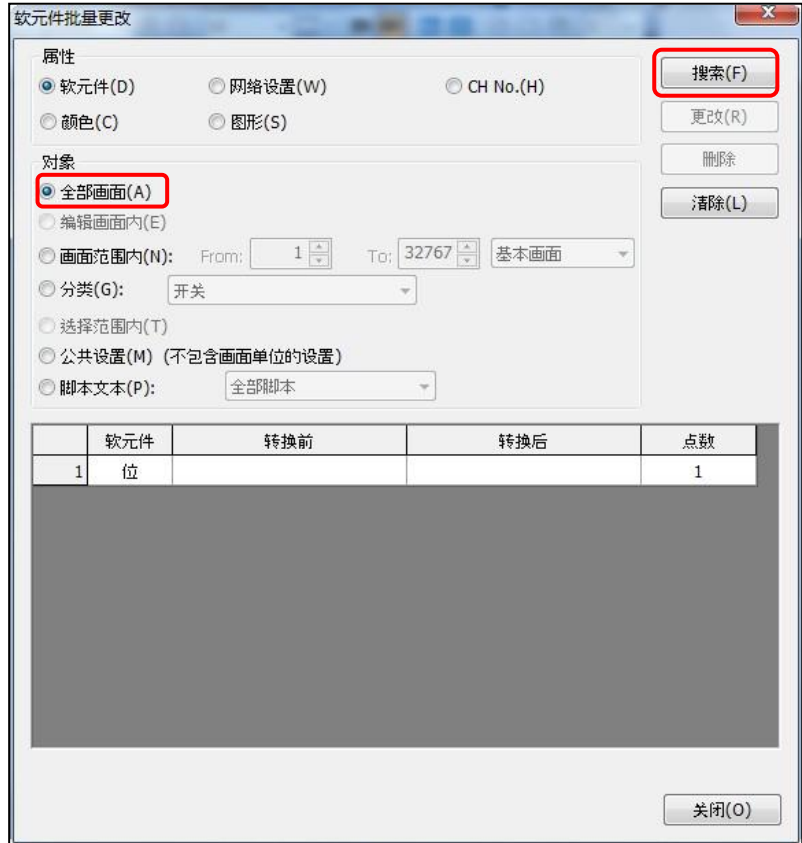 软元件批量更改
属性
软元件(D) 网络设置(W) CH No.(H)
颜色(C) 图形(S)
搜索(F)
更改(R)
删除
清除(L)
对象
全部画面(A)
编辑画面内(E)
画面范围内(N): From: 1 To: 32767 基本画面
分类(G): 开关
选择范围内(T)
公共设置(M) (不包含画面单位的设置)
脚本文本(P): 全部脚本
软元件 转换前 转换后 点数
1 位 1
关闭(O)